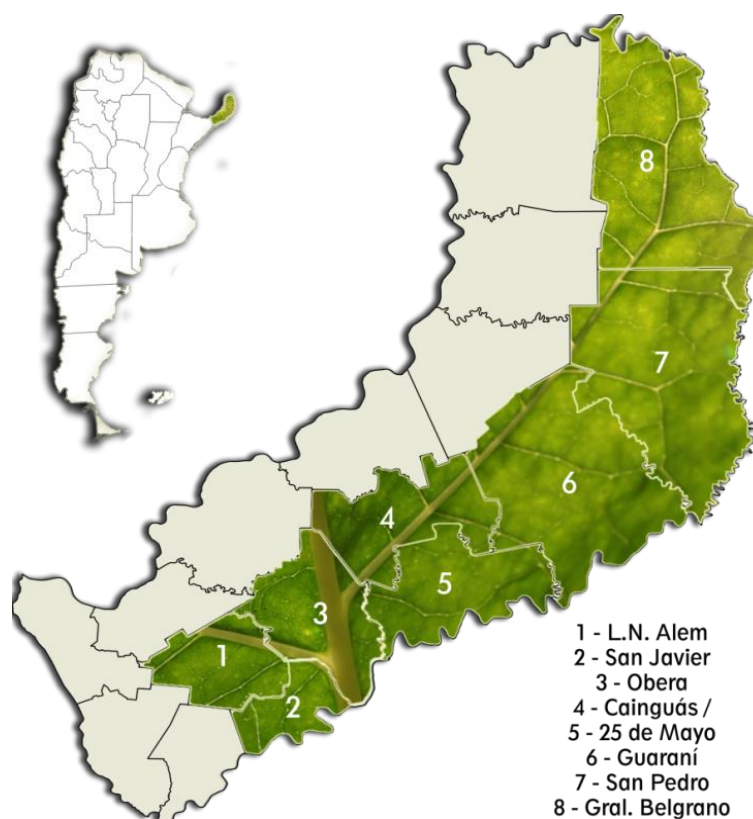 8
7
6
4
5
3
1
2
1 - L.N. Alem
2 - San Javier
3 - Obera
4 - Cainguás /
5 - 25 de Mayo
6 - Guaraní
7 - San Pedro
8 - Gral. Belgrano